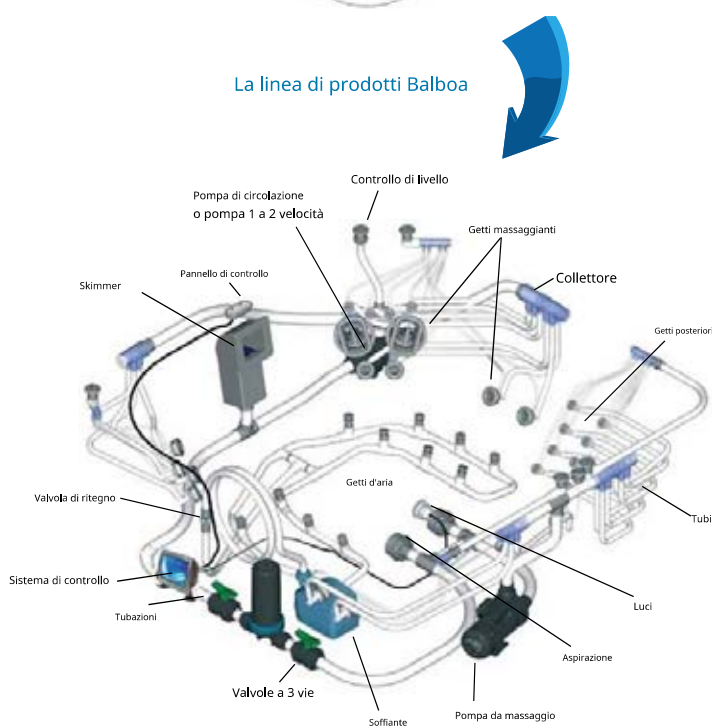 La linea di prodotti Balboa
Controllo di livello
Pompa di circolazione
o pompa 1 a 2 velocità
Getti massaggianti
Pannello di controllo
Collettore
Skimmer
Getti posteriori
Getti d'aria
Valvola di ritegno
Tubi
Sistema di controllo
Luci
Tubazioni
Aspirazione
Valvole a 3 vie
Pompa da massaggio
Soffiante